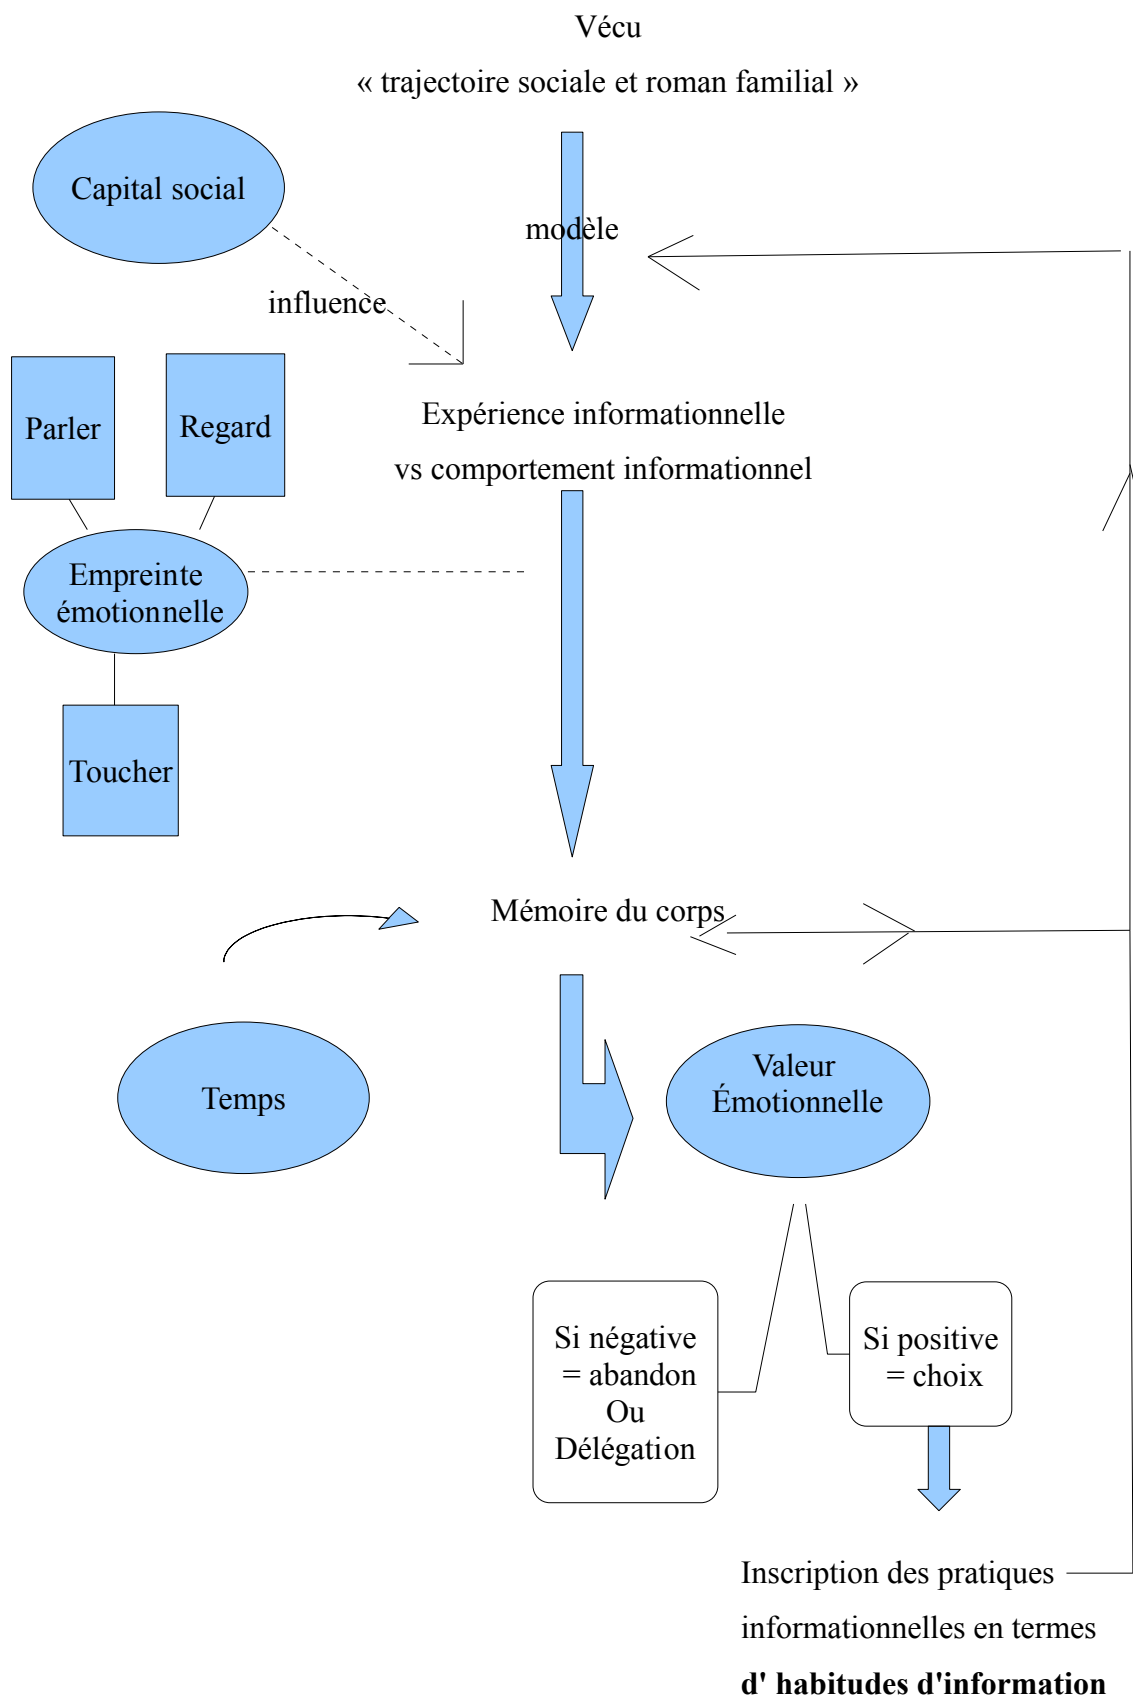 Vécu
« trajectoire sociale et roman familial »
Capital social
modèle
influence
Parler
Regard
Expérience informationnelle
vs comportement informationnel
Empreinte
émotionnelle
Toucher
Mémoire du corps
Temps
Valeur
Émotionnelle
Si négative
= abandon
Ou
Délégation
Si positive
= choix
Inscription des pratiques
informationnelles en termes
d' habitudes d'information